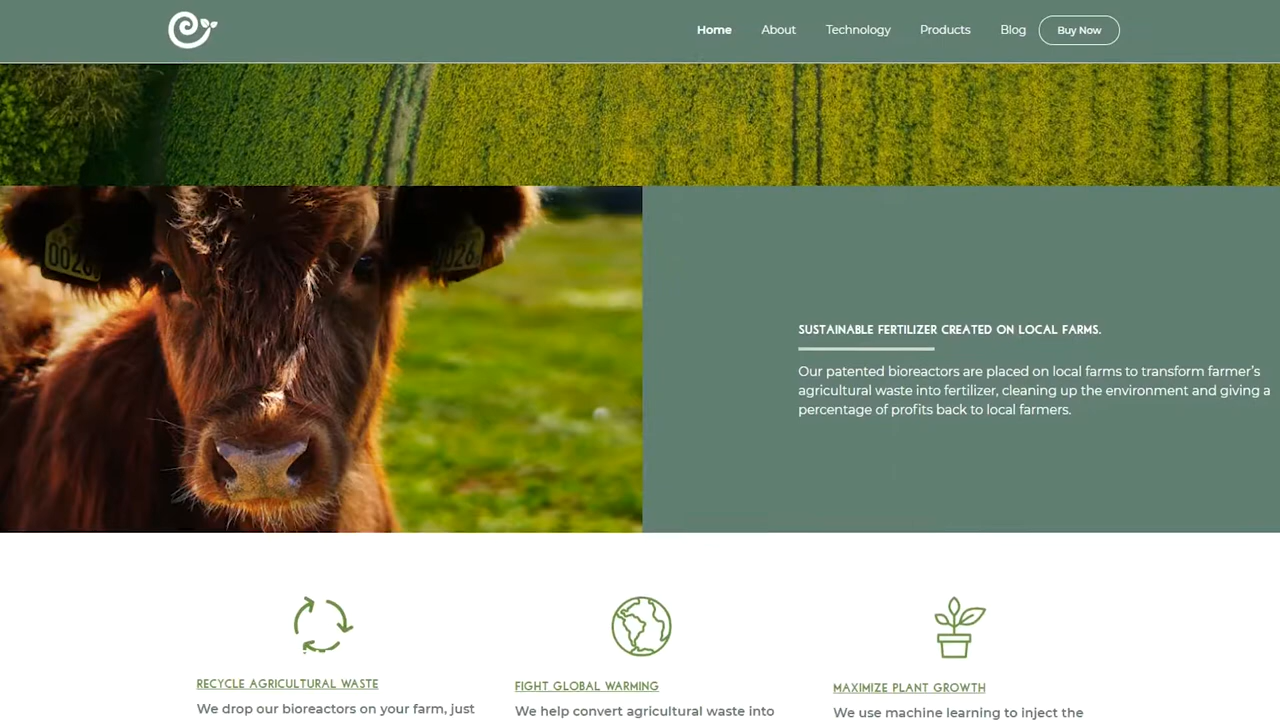 Home About Technology Products Blog Buy Now
0026
0026
SUSTAINABLE FERTILIZER CREATED ON LOCAL FARMS.
Our patented bioreactors are placed on local farms to transform farmer's
agricultural waste into fertilizer, cleaning up the environment and giving a
percentage of profits back to local farmers.
RECYCLE AGRICULTURAL WASTE
We drop our bioreactors on your farm, just
FIGHT GLOBAL WARMING
We help convert agricultural waste into
MAXIMIZE PLANT GROWTH
We use machine learning to inject the